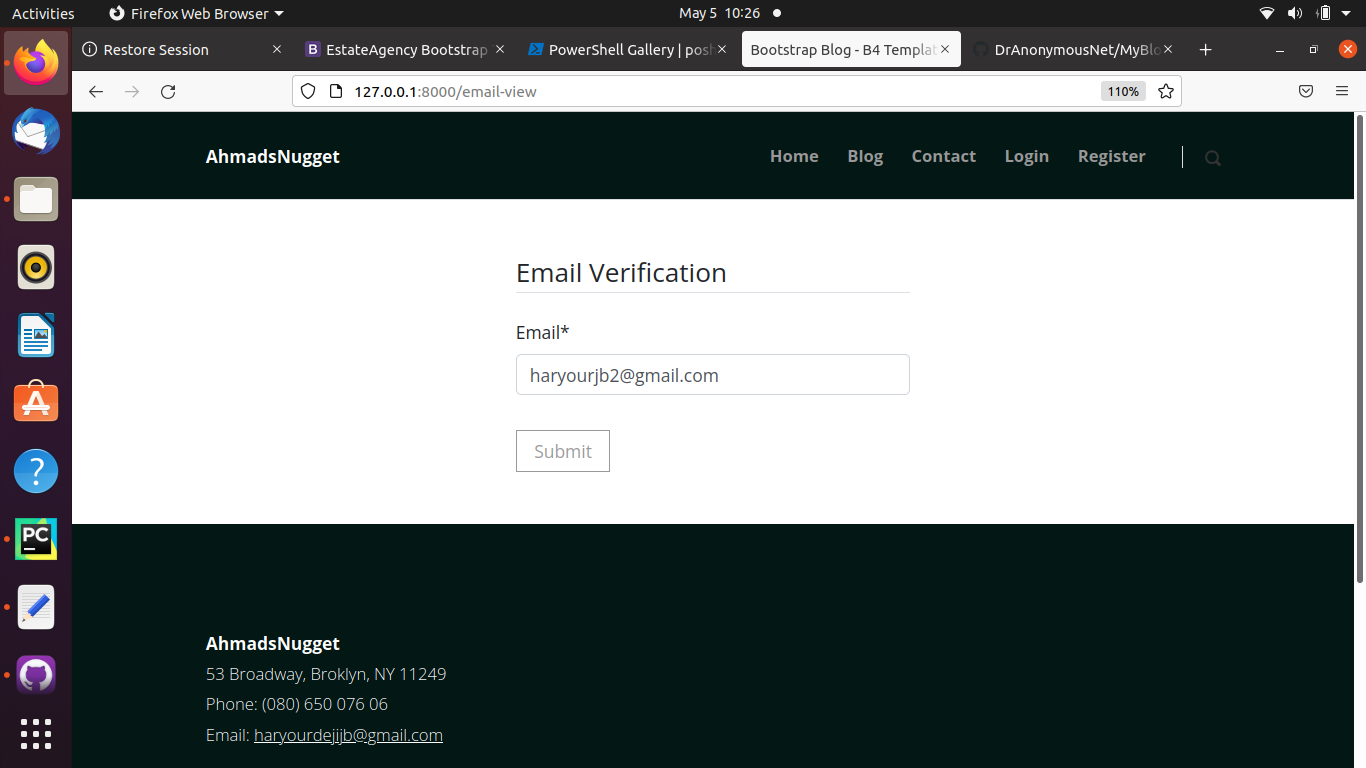 Activities Firefox Web Browser May 5 10:26
Restore Session EstateAgency Bootstrap PowerShell Gallery | posh Bootstrap Blog - B4 Templat DrAnonymousNet/MyBlo
127.0.0.1:8000/email-view 110%
AhmadsNugget Home Blog Contact Login Register
Email Verification
Email*
haryourjb2@gmail.com
Submit
PC
AhmadsNugget
53 Broadway, Broklyn, NY 11249
Phone: (080) 650 076 06
Email: haryourdejijb@gmail.com